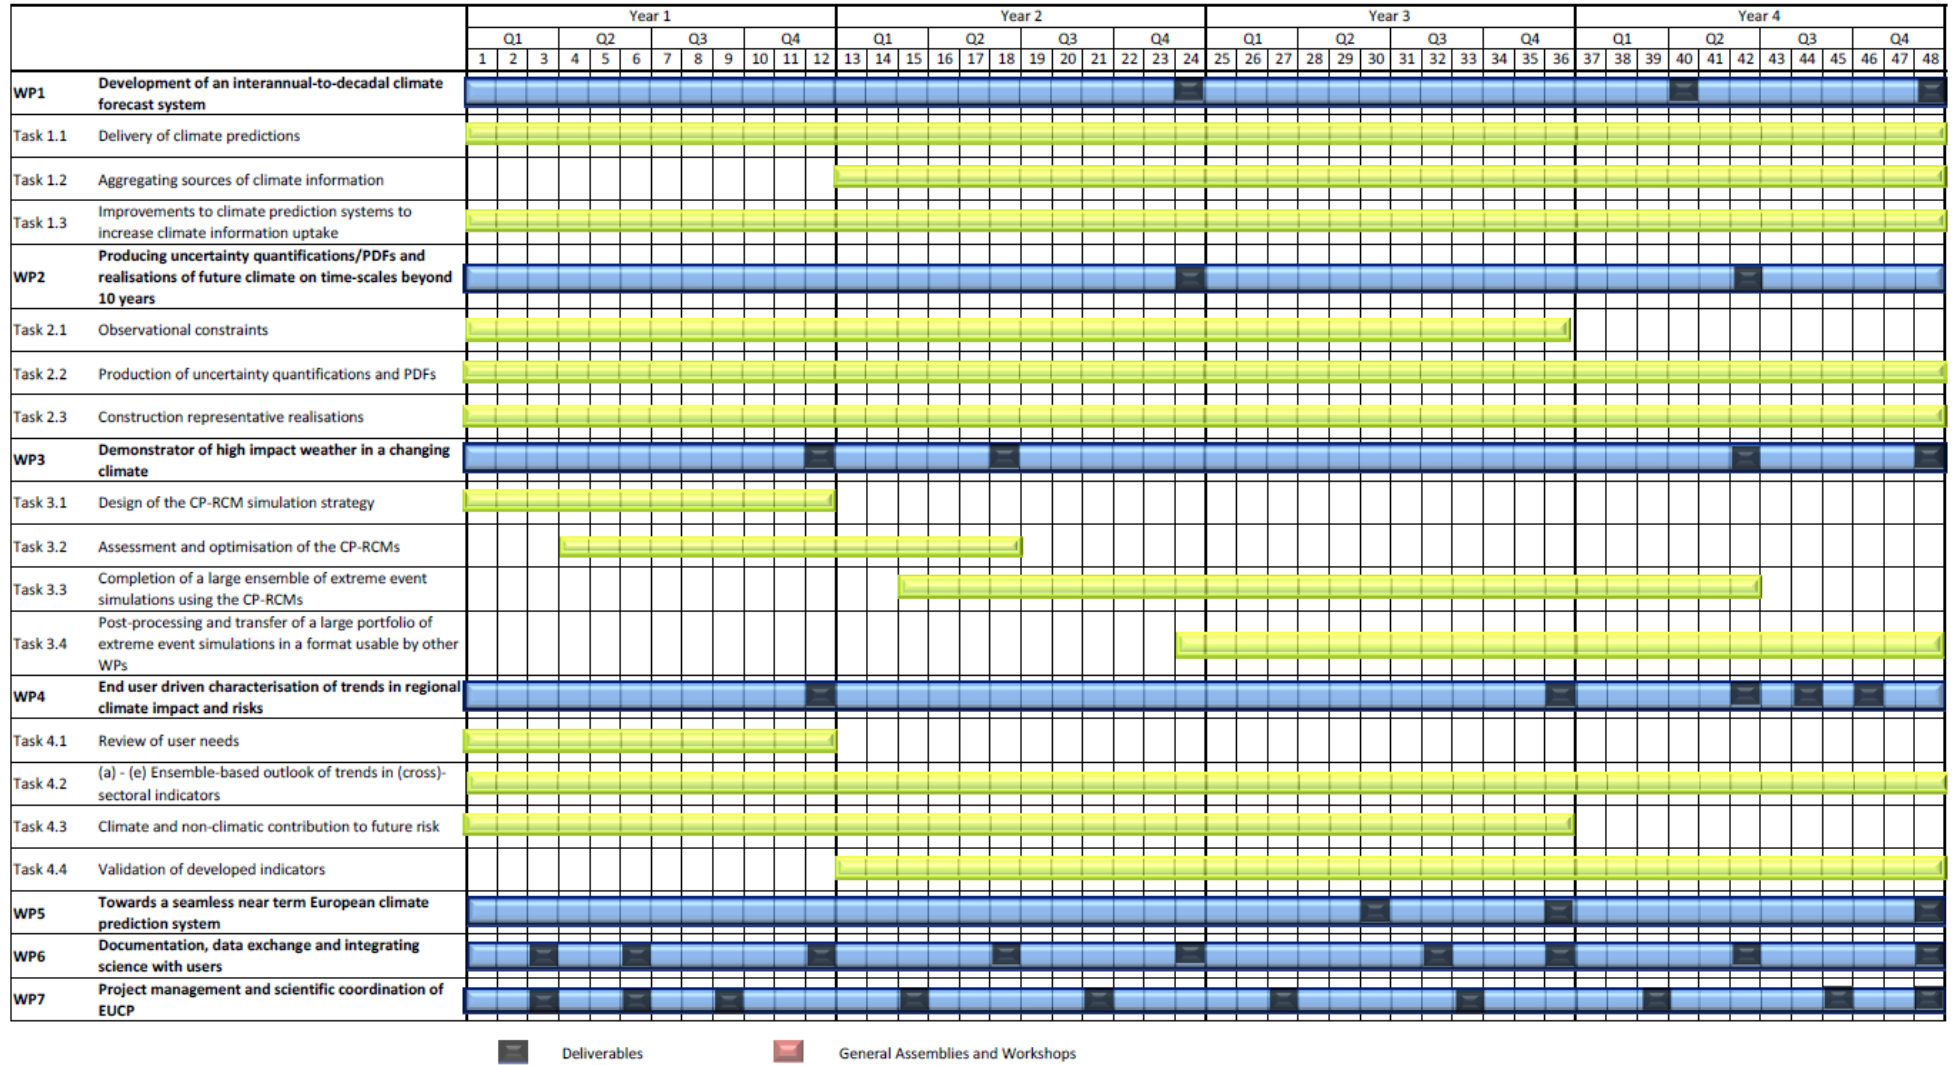 Year 1 Year 2 Year 3 Year 4
Q1 Q2 Q3 Q4 Q1 Q2 Q3 Q4 Q1 Q2 Q3 Q4 Q1 Q2 Q3 Q4
1 2 3 4 5 6 7 8 9 10 11 12 13 14 15 16 17 18 19 20 21 22 23 24 25 26 27 28 29 30 31 32 33 34 35 36 37 38 39 40 41 42 43 44 45 46 47 48
WP1 Development of an interannual-to-decadal climate
forecast system
Task 1.1 Delivery of climate predictions
Task 1.2 Aggregating sources of climate information
Task 1.3 Improvements to climate prediction systems to
increase climate information uptake
WP2 Producing uncertainty quantifications/PDFs and
realisations of future climate on time-scales beyond
10 years
Task 2.1 Observational constraints
Task 2.2 Production of uncertainty quantifications and PDFs
Task 2.3 Construction representative realisations
WP3 Demonstrator of high impact weather in a changing
climate
Task 3.1 Design of the CP-RCM simulation strategy
Task 3.2 Assessment and optimisation of the CP-RCMs
Task 3.3 Completion of a large ensemble of extreme event
simulations using the CP-RCMs
Task 3.4 Post-processing and transfer of a large portfolio of
extreme event simulations in a format usable by other
WPs
WP4 End user driven characterisation of trends in regional
climate impact and risks
Task 4.1 Review of user needs
Task 4.2 (a) - (e) Ensemble-based outlook of trends in (cross)-
sectoral indicators
Task 4.3 Climate and non-climatic contribution to future risk
Task 4.4 Validation of developed indicators
WP5 Towards a seamless near term European climate
prediction system
WP6 Documentation, data exchange and integrating
science with users
WP7 Project management and scientific coordination of
EUCP
Deliverables General Assemblies and Workshops